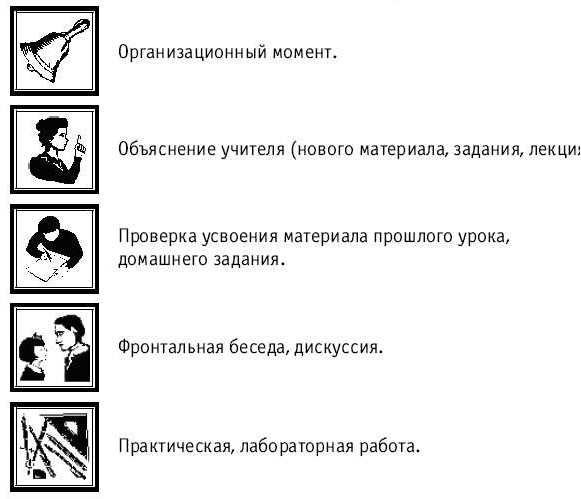 Организационный момент.
Объяснение учителя (нового материала, задания, лекция
Проверка усвоения материала прошлого урока,
домашнего задания.
Фронтальная беседа, дискуссия.
Практическая, лабораторная работа.